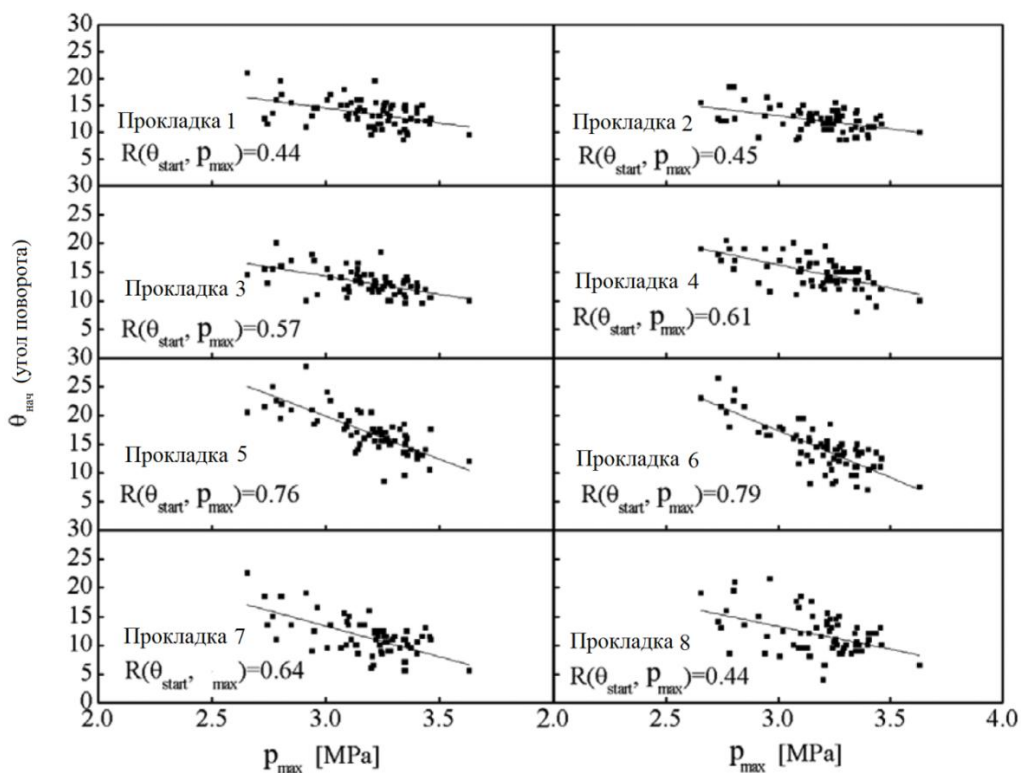 θнач (угол поворота)
30
25
20
15
10
5
Прокладка 1
R(θstart, pmax)=0.44
Прокладка 2
R(θstart, pmax)=0.45
30
25
20
15
10
5
Прокладка 3
R(θstart, pmax)=0.57
Прокладка 4
R(θstart, pmax)=0.61
30
25
20
15
10
5
Прокладка 5
R(θstart, pmax)=0.76
Прокладка 6
R(θstart, pmax)=0.79
30
25
20
15
10
5
0
Прокладка 7
R(θstart, max)=0.64
Прокладка 8
R(θstart, pmax)=0.44
2.0 2.5 3.0 3.5 2.0 2.5 3.0 3.5 4.0
pmax [MPa] pmax [MPa]